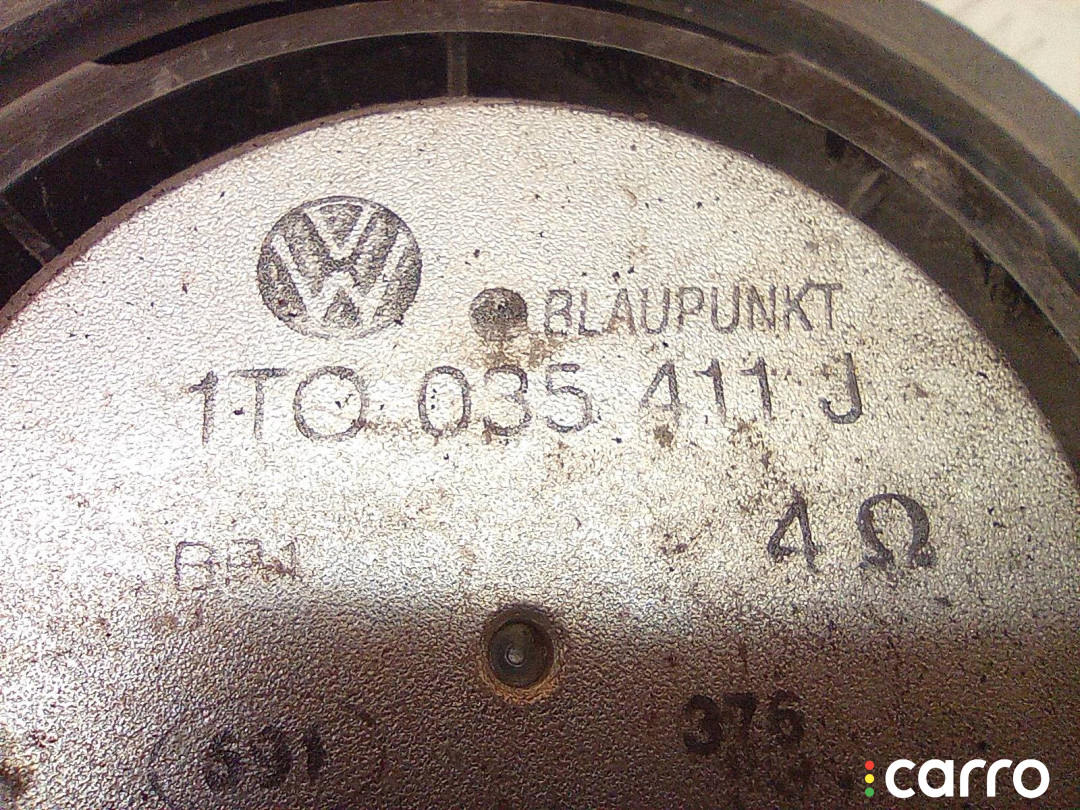 BLAUPUNKT
1TO 035 411 J
4 Ω
376
carro